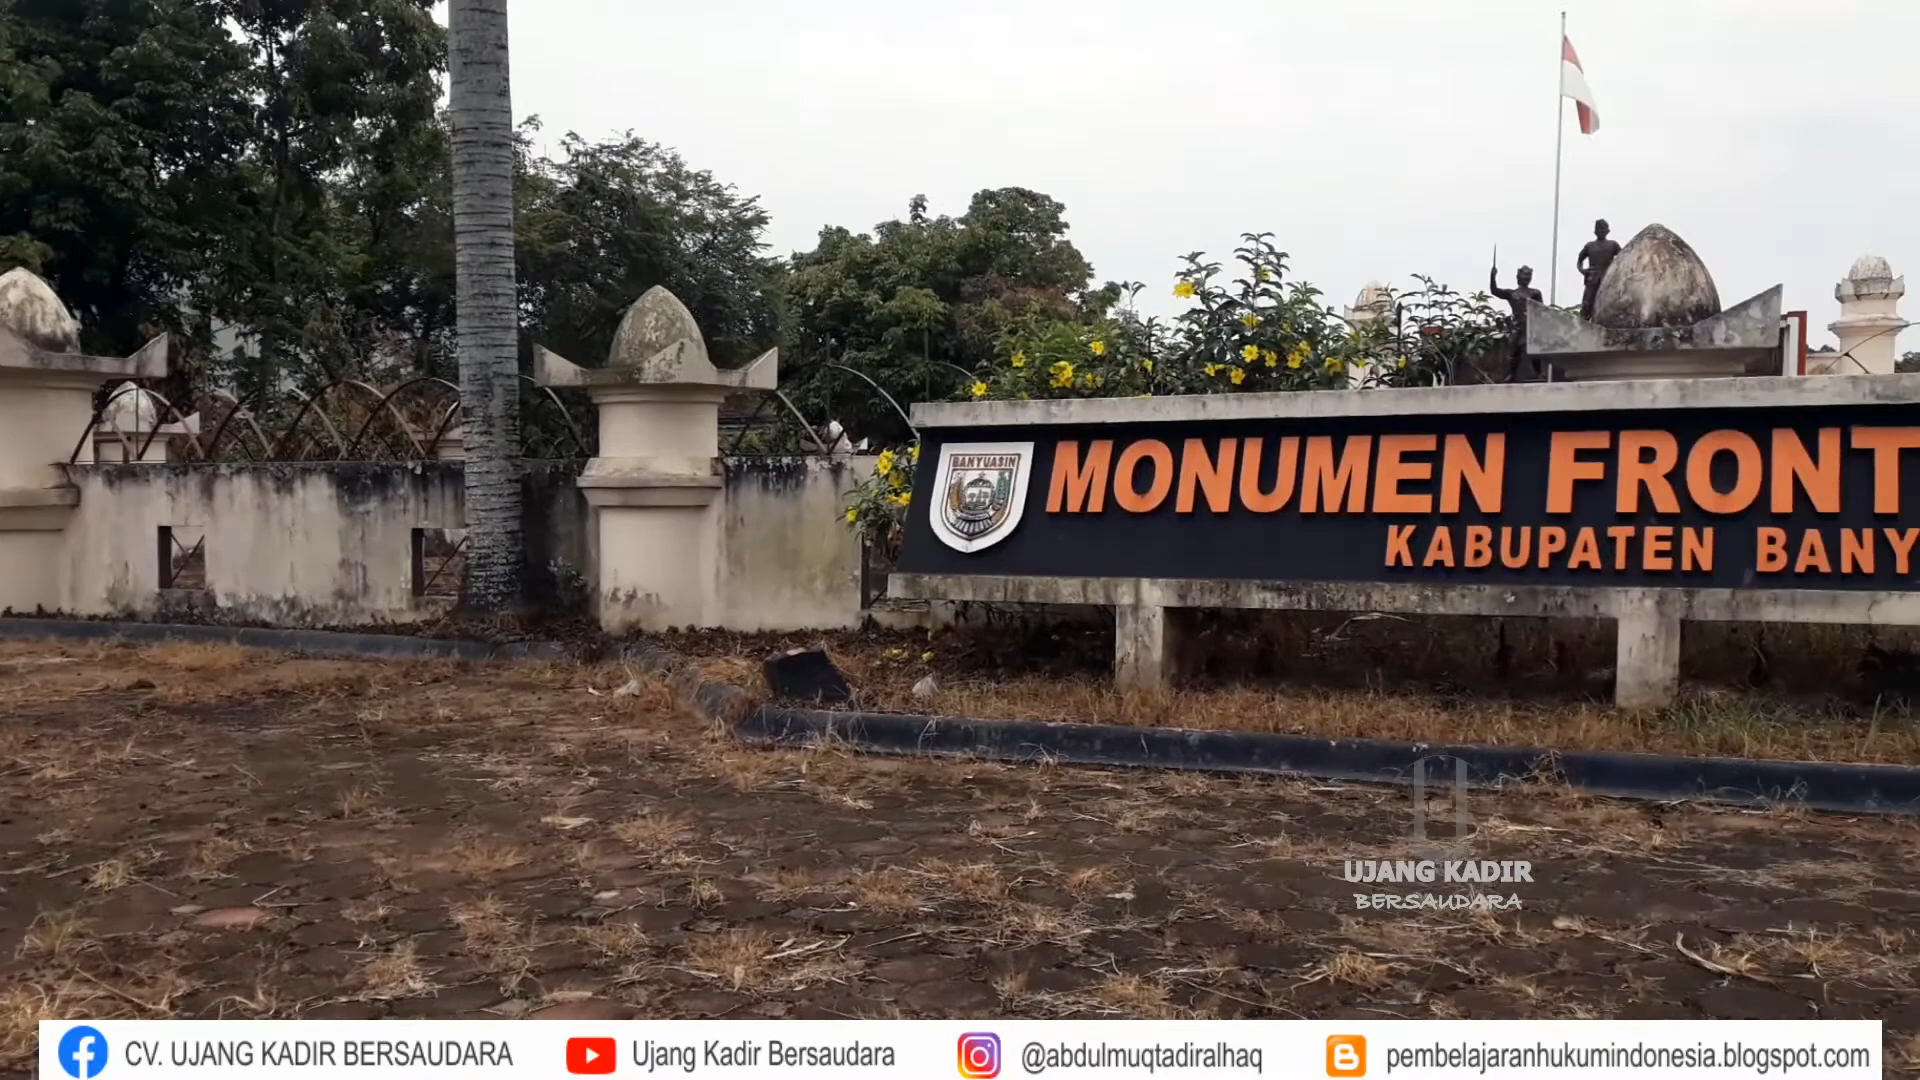 BANYUASIN
MONUMEN FRONT
KABUPATEN BANY
UJANG KADIR
BERSAUDARA
CV. UJANG KADIR BERSAUDARA
Ujang Kadir Bersaudara
@abdulmuqtadiralhaq
pembelajaranhukumindonesia.blogspot.com